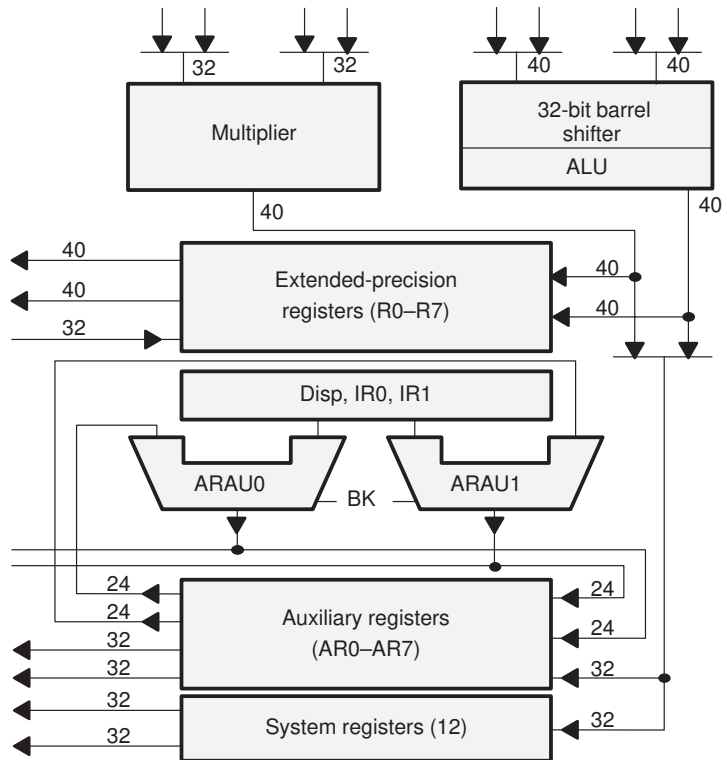 32
32
40
40
Multiplier
32-bit barrel
shifter
ALU
40
40
40
40
32
Extended-precision
registers (R0–R7)
40
40
Disp, IR0, IR1
ARAU0
BK
ARAU1
24
24
32
32
Auxiliary registers
(AR0–AR7)
24
24
32
32
32
System registers (12)
32